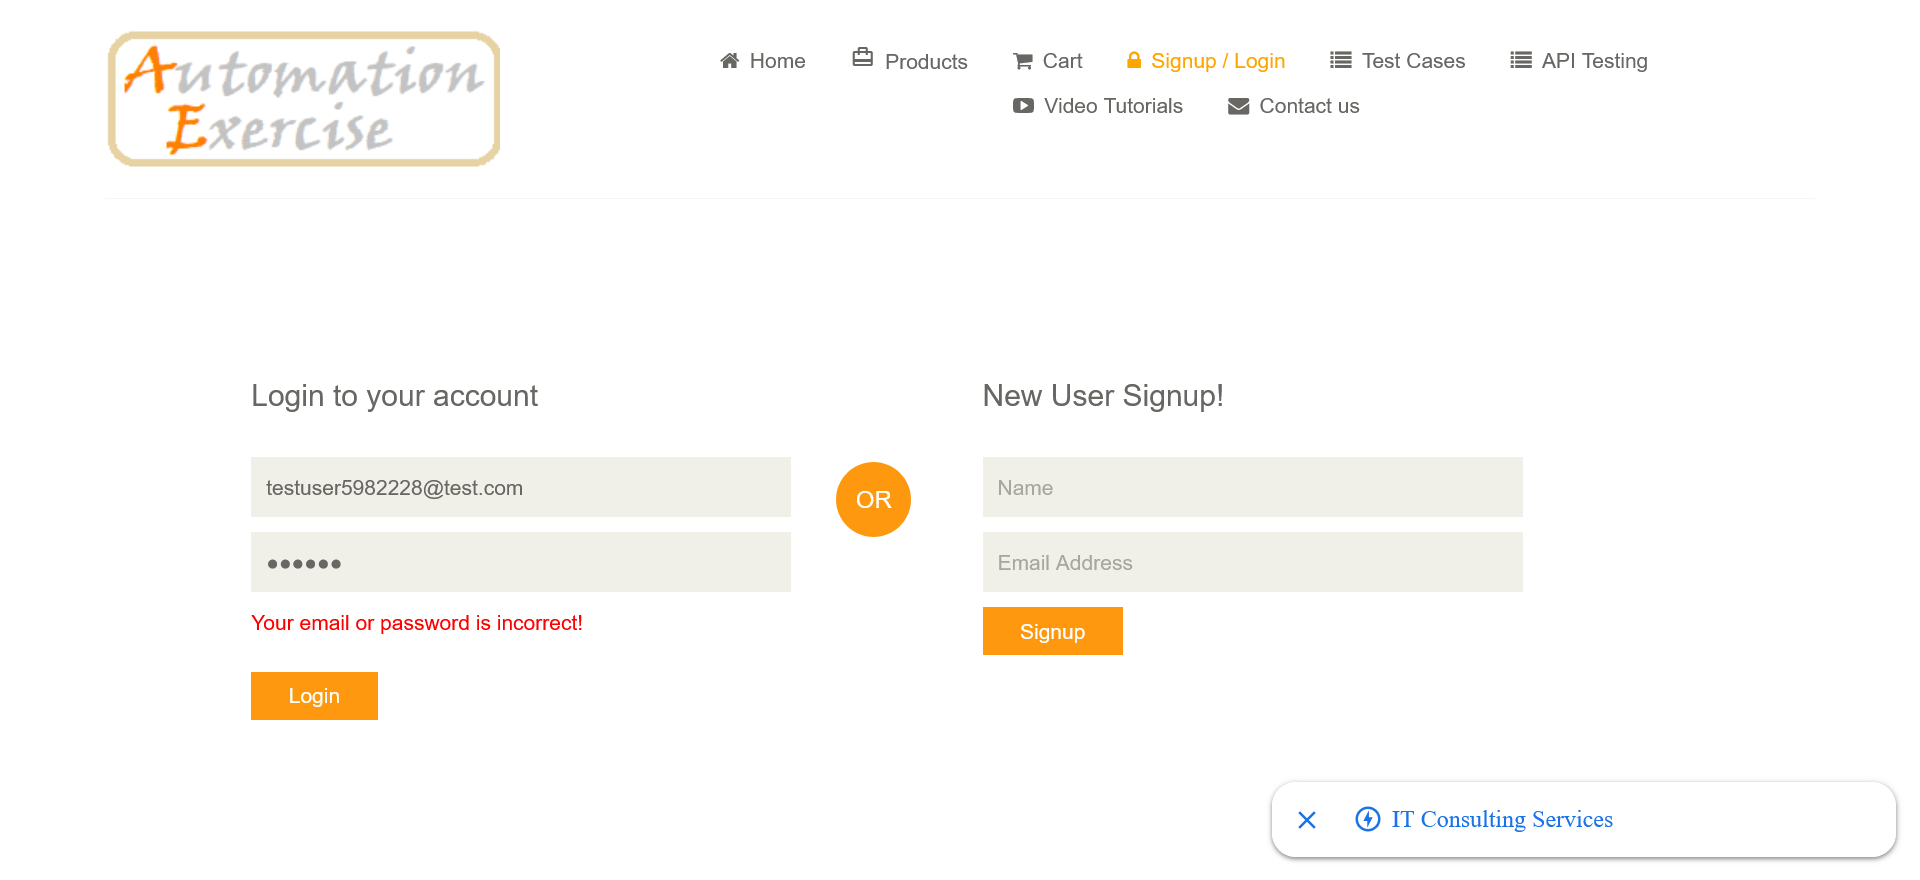 Automation
Exercise
Home
Products
Cart
Signup / Login
Test Cases
API Testing
Video Tutorials
Contact us
Login to your account
testuser5982228@test.com
••••••
Your email or password is incorrect!
Login
OR
New User Signup!
Name
Email Address
Signup
IT Consulting Services